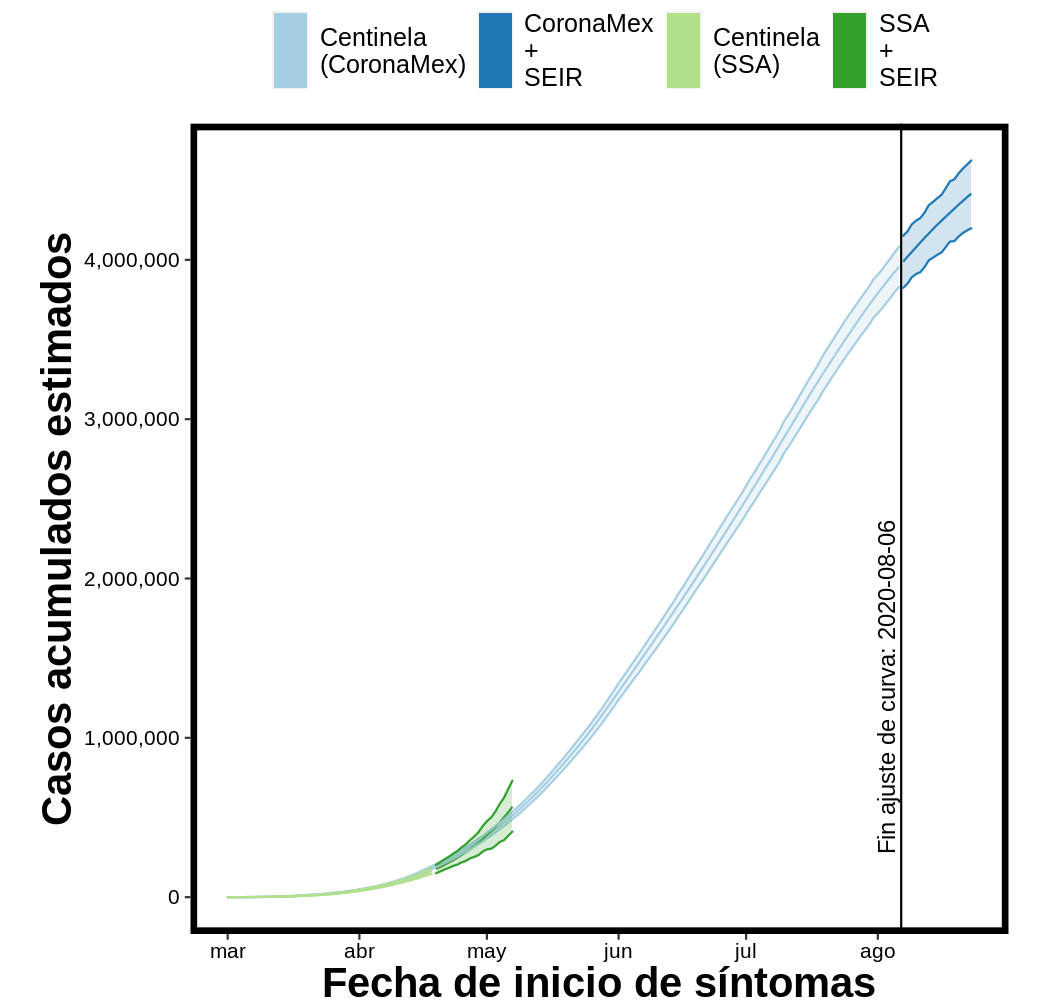 Centinela
(CoronaMex)
CoronaMex
+
SEIR
Centinela
(SSA)
SSA
+
SEIR
Casos acumulados estimados
4,000,000
3,000,000
2,000,000
1,000,000
0
Fin ajuste de curva: 2020-08-06
mar
abr
may
jun
jul
ago
Fecha de inicio de síntomas